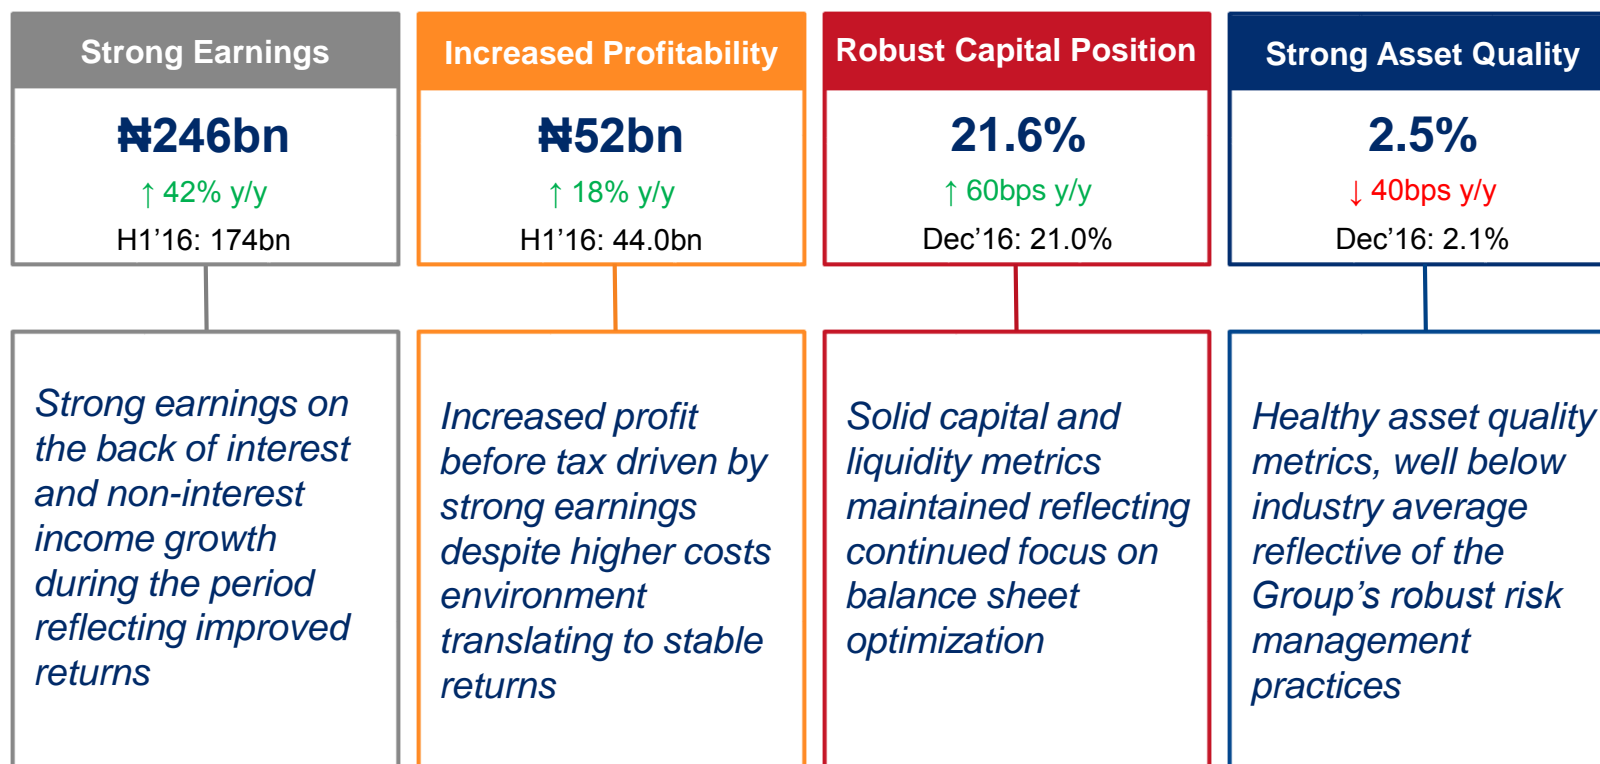 Strong Earnings
₦246bn
↑ 42% y/y
H1’16: 174bn
Strong earnings on
the back of interest
and non-interest
income growth
during the period
reflecting improved
returns
Increased Profitability
₦52bn
↑ 18% y/y
H1’16: 44.0bn
Increased profit
before tax driven by
strong earnings
despite higher costs
environment
translating to stable
returns
Robust Capital Position
21.6%
↑ 60bps y/y
Dec’16: 21.0%
Solid capital and
liquidity metrics
maintained reflecting
continued focus on
balance sheet
optimization
Strong Asset Quality
2.5%
↓ 40bps y/y
Dec’16: 2.1%
Healthy asset quality
metrics, well below
industry average
reflective of the
Group’s robust risk
management
practices